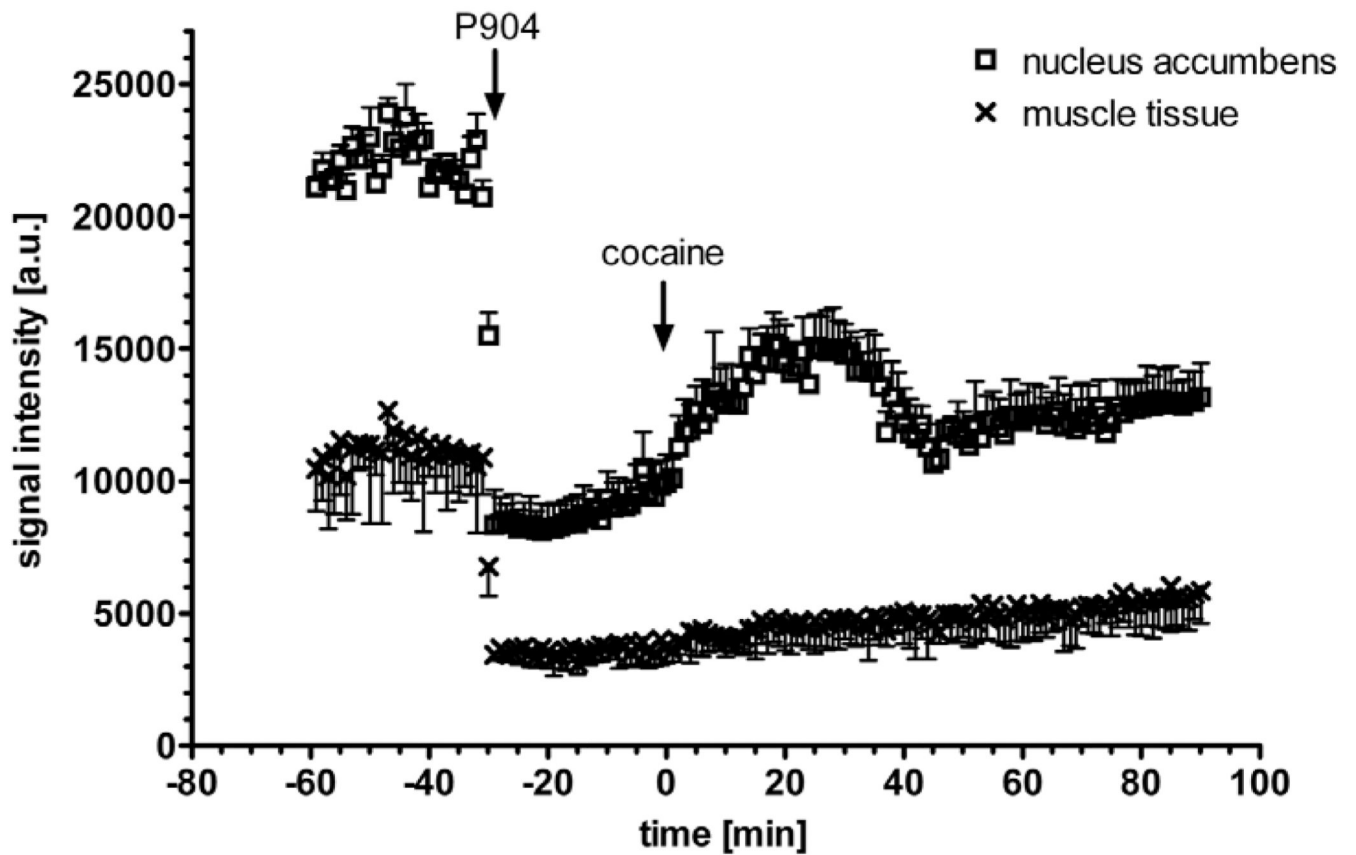 P904
nucleus accumbens
muscle tissue
cocaine
signal intensity [a.u.]
25000
20000
15000
10000
5000
0
-80 -60 -40 -20 0 20 40 60 80 100
time [min]